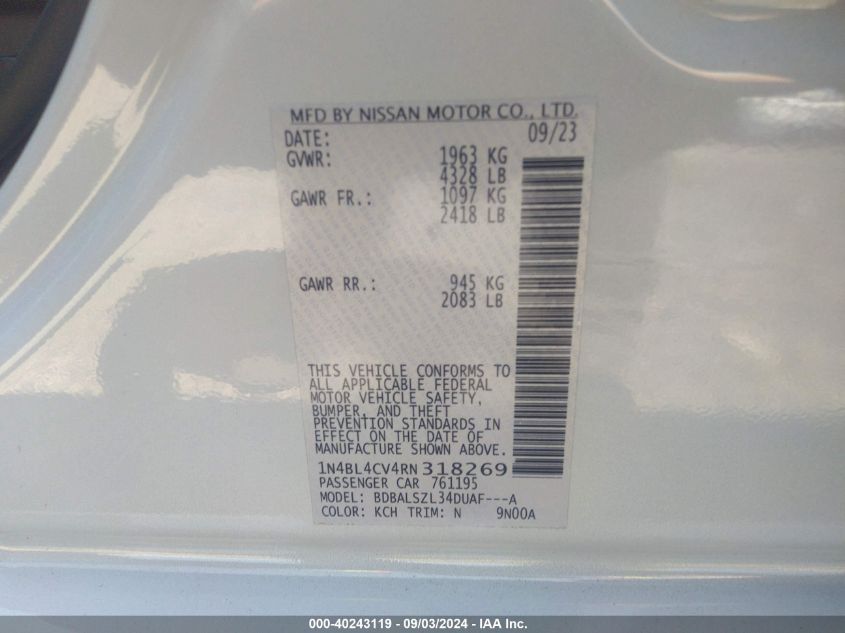 MFD BY NISSAN MOTOR CO., LTD.
DATE: 09/23
GVWR: 1963 KG
4328 LB
GAWR FR.: 1097 KG
2418 LB
GAWR RR.: 945 KG
2083 LB
THIS VEHICLE CONFORMS TO
ALL APPLICABLE FEDERAL
MOTOR VEHICLE SAFETY,
BUMPER, AND THEFT
PREVENTION STANDARDS IN
EFFECT ON THE DATE OF
MANUFACTURE SHOWN ABOVE.
1N4BL4CV4RN318269
PASSENGER CAR 761195
MODEL: BDBALSZL34DUAF---A
COLOR: KCH TRIM: N 9N00A
000-40243119 - 09/03/2024 - IAA Inc.